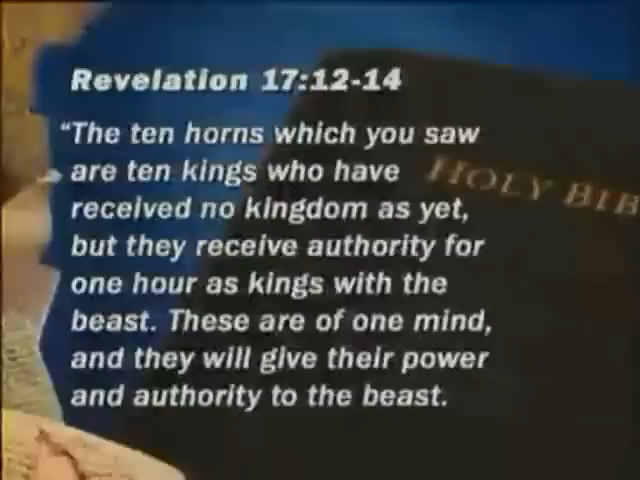 Revelation 17:12-14
“The ten horns which you saw
are ten kings who have
received no kingdom as yet,
but they receive authority for
one hour as kings with the
beast. These are of one mind,
and they will give their power
and authority to the beast.
HOLY BIB